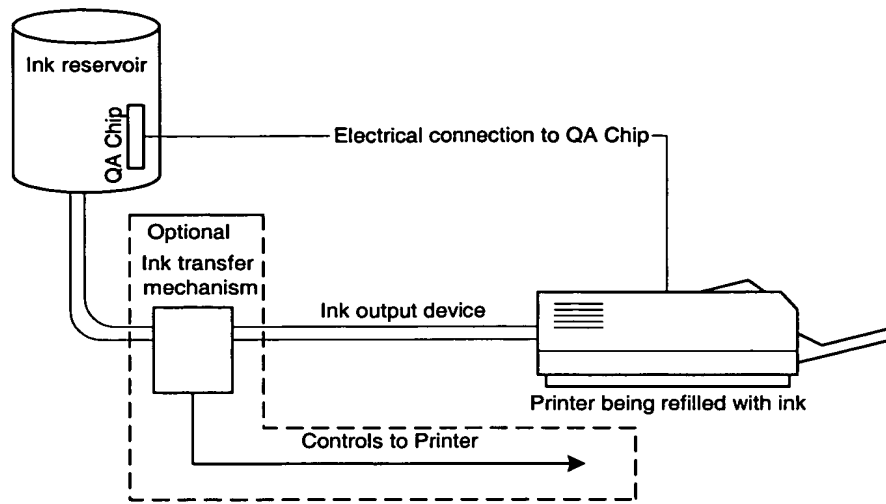 Ink reservoir
QA Chip
Electrical connection to QA Chip
Optional
Ink transfer
mechanism
Ink output device
Printer being refilled with ink
Controls to Printer